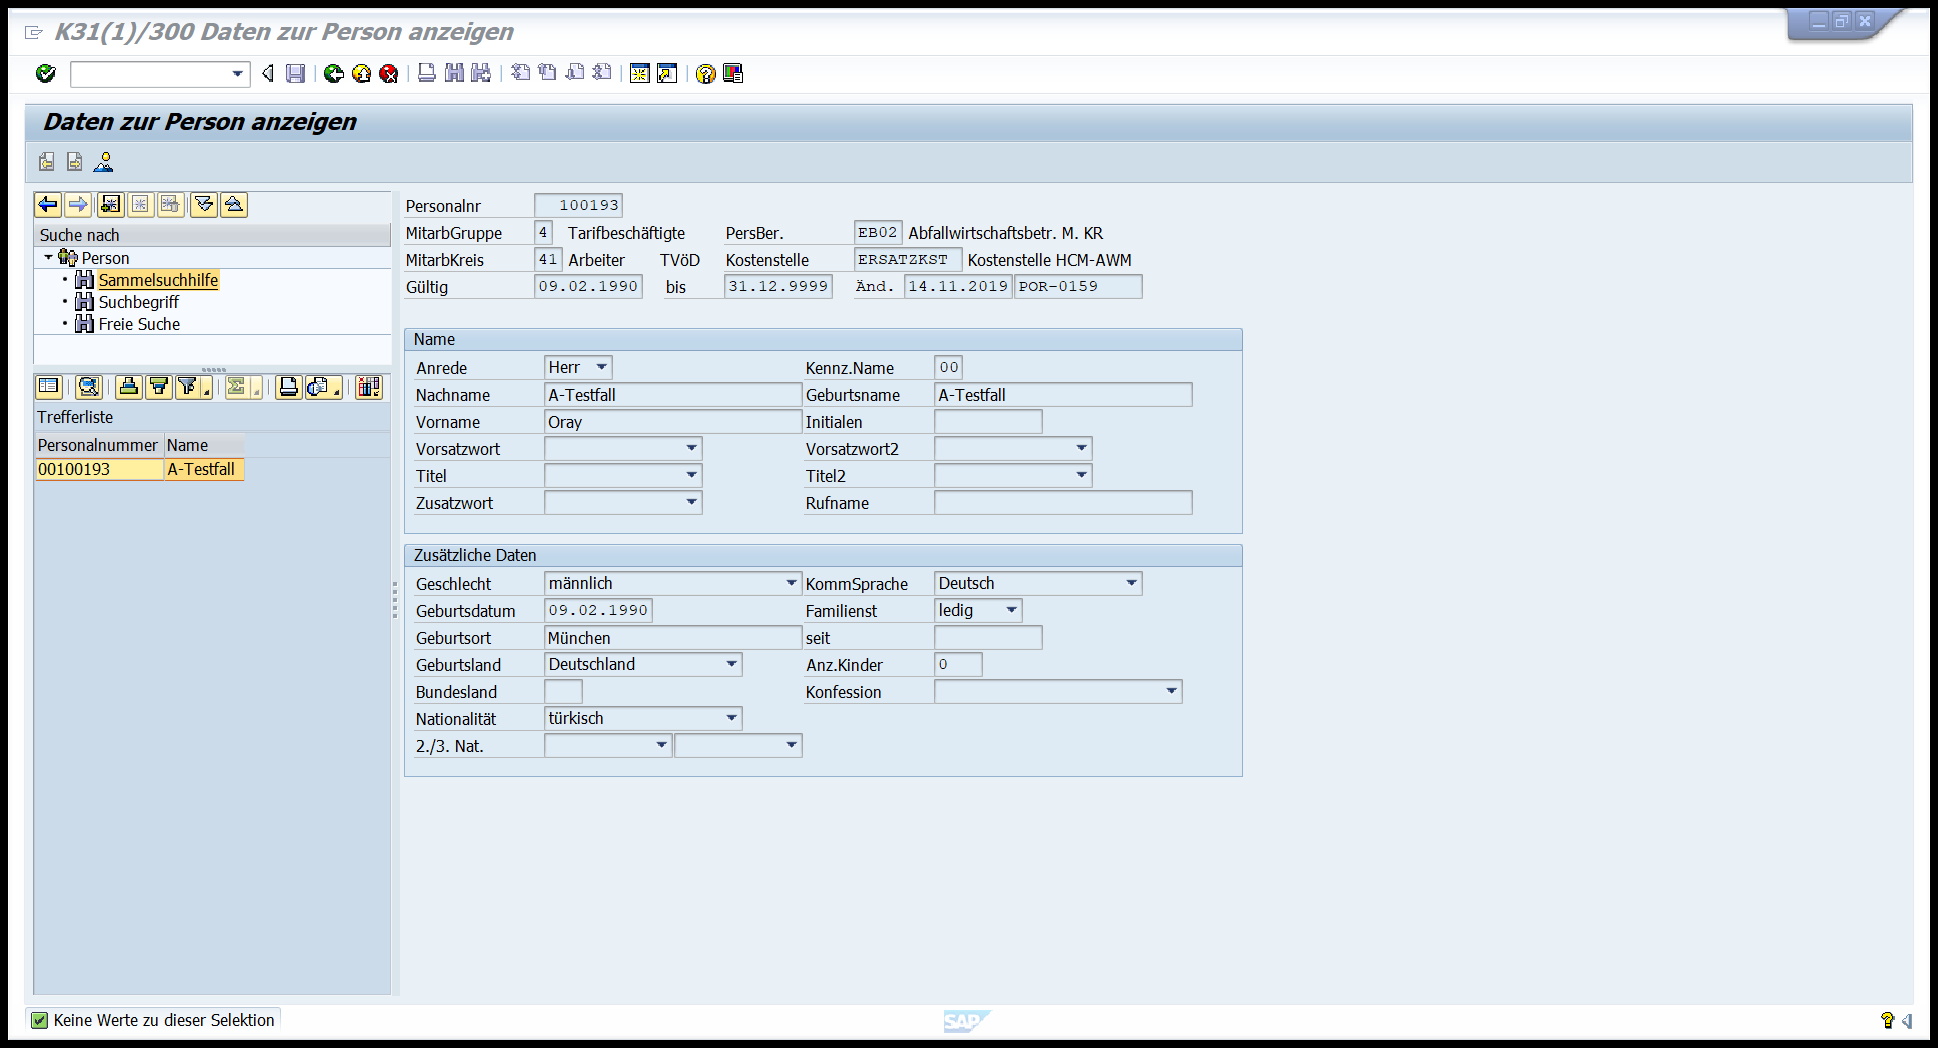 K31(1)/300 Daten zur Person anzeigen
Daten zur Person anzeigen
Suche nach
Person
Sammelsuchhilfe
Suchbegriff
Freie Suche
Trefferliste
Personalnummer Name
00100193 A-Testfall
Personalnr 100193
MitarbGruppe 4 Tarifbeschäftigte PersBer. EB02 Abfallwirtschaftsbetr. M. KR
MitarbKreis 41 Arbeiter TVöD Kostenstelle ERSATZKST Kostenstelle HCM-AWM
Gültig 09.02.1990 bis 31.12.9999 Änd. 14.11.2019 POR-0159
Name
Anrede Herr Kennz.Name 00
Nachname A-Testfall Geburtsname A-Testfall
Vorname Oray Initialen
Vorsatzwort Vorsatzwort2
Titel Titel2
Zusatzwort Rufname
Zusätzliche Daten
Geschlecht männlich KommSprache Deutsch
Geburtsdatum 09.02.1990 Familienst ledig
Geburtsort München seit
Geburtsland Deutschland Anz.Kinder 0
Bundesland Konfession
Nationalität türkisch
2./3. Nat.
Keine Werte zu dieser Selektion
SAP